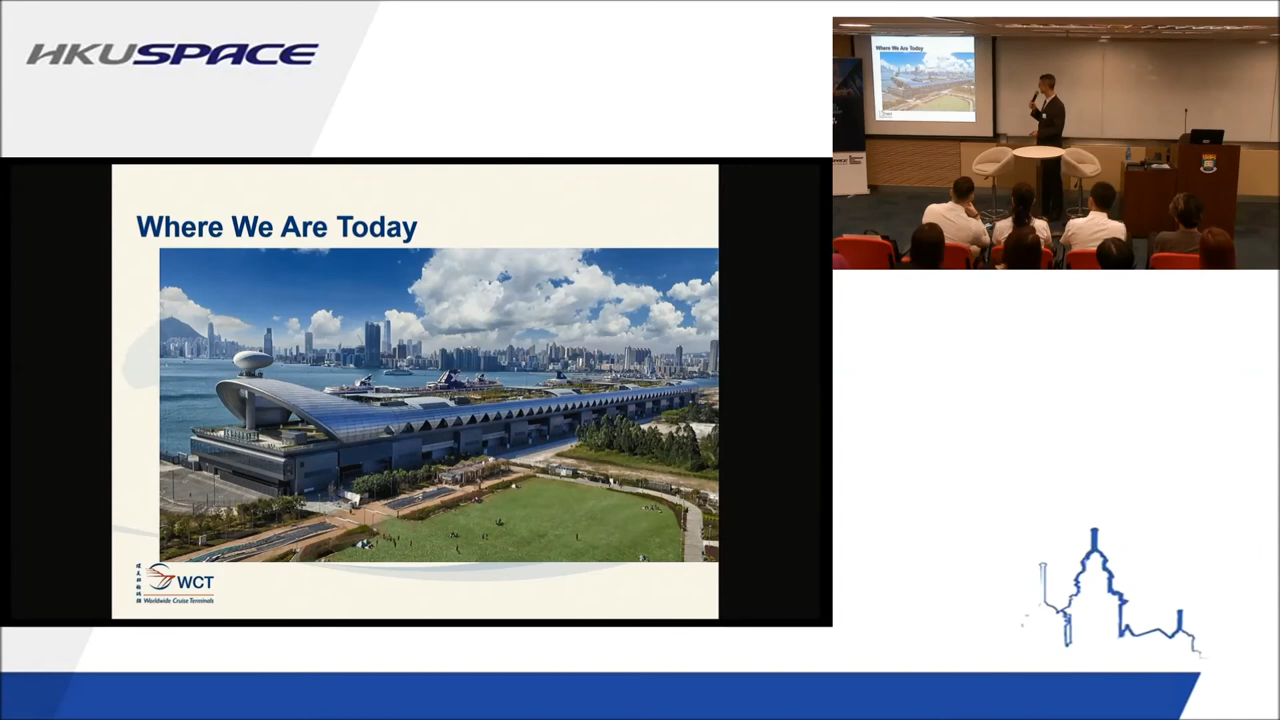 HKUSPACE
Where We Are Today
Where We Are Today
WCT
Worldwide Cruise Terminals